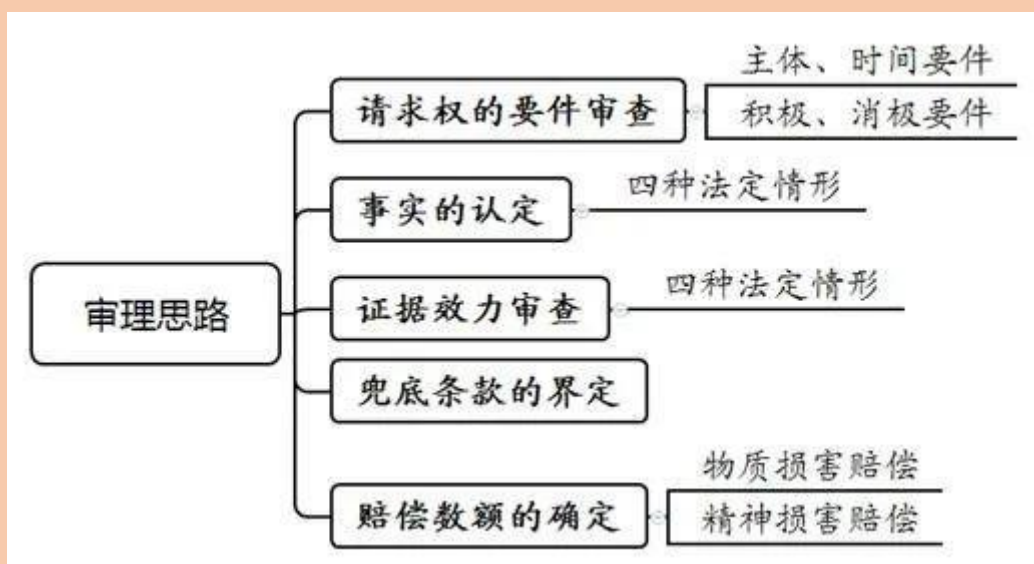 主体、时间要件
请求权的要件审查
积极、消极要件
四种法定情形
事实的认定
四种法定情形
审理思路
证据效力审查
兜底条款的界定
物质损害赔偿
赔偿数额的确定
精神损害赔偿